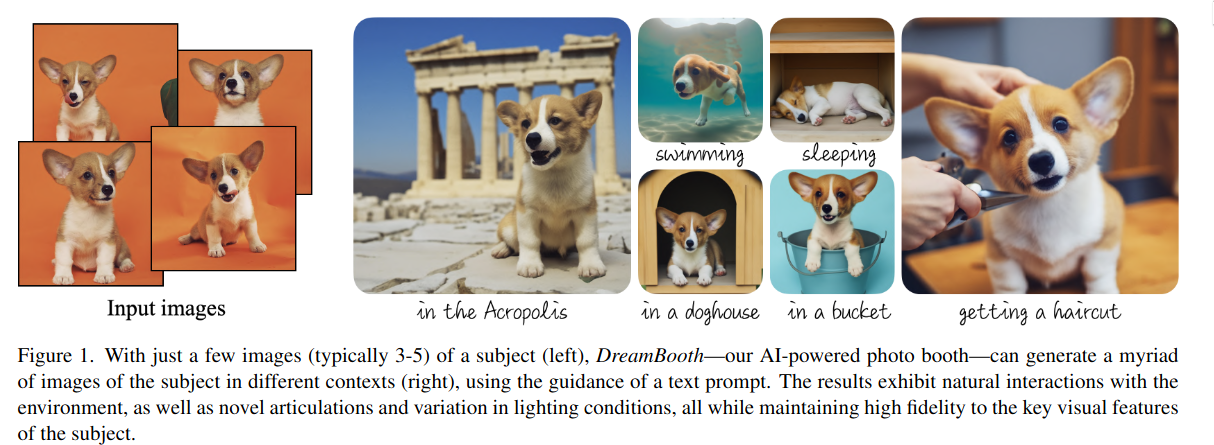 swimming
sleeping
Input images
in the Acropolis
in a doghouse
in a bucket
getting a haircut
Figure 1. With just a few images (typically 3-5) of a subject (left), DreamBooth—our AI-powered photo booth—can generate a myriad
of images of the subject in different contexts (right), using the guidance of a text prompt. The results exhibit natural interactions with the
environment, as well as novel articulations and variation in lighting conditions, all while maintaining high fidelity to the key visual features
of the subject.